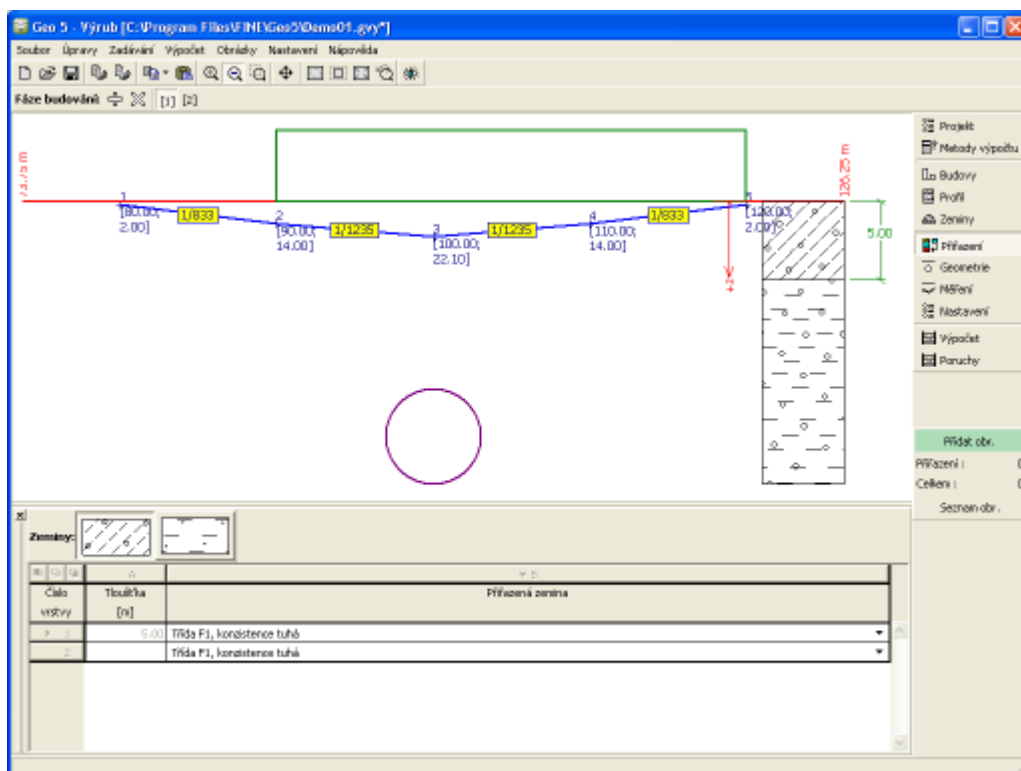 Geo 5 - Výrub [C:\Program Files\FINE\Geo5\Demo01.gvy*]
Soubor Úpravy Zadávání Výpočet Obrázky Nastavení Nápověda
Fáze budování: [1] [2]
73.75 m
126.25 m
1
[80.00;
2.00]
1/833
2
[90.00;
14.00]
1/1235
3
[100.00;
22.10]
1/1235
4
[110.00;
14.00]
1/833
5
[120.00;
2.00]
+z
5.00
Projekt
Metody výpočtu
Budovy
Profil
Zeminy
Přiřazení
Geometrie
Měření
Nastavení
Výpočet
Poruchy
Přidat obr.
Přiřazení : 0
Celkem : 0
Seznam obr.
Zeminy:
A B
Číslo Tloušťka Přiřazená zemina
vrstvy [m]
> 1 5.00 Třída F1, konzistence tuhá
2 Třída F1, konzistence tuhá